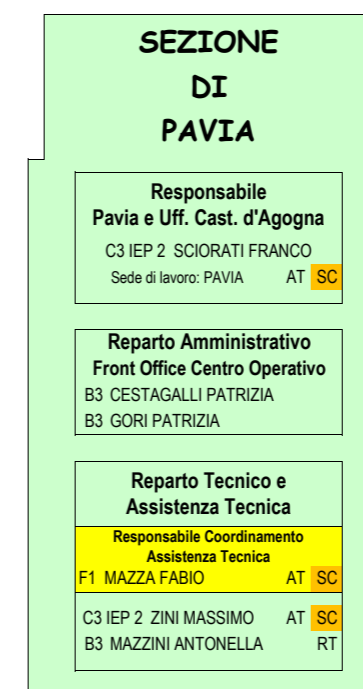 SEZIONE
DI
PAVIA
Responsabile
Pavia e Uff. Cast. d'Agogna
C3 IEP 2 SCIORATI FRANCO
Sede di lavoro: PAVIA AT SC
Reparto Amministrativo
Front Office Centro Operativo
B3 CESTAGALLI PATRIZIA
B3 GORI PATRIZIA
Reparto Tecnico e
Assistenza Tecnica
Responsabile Coordinamento
Assistenza Tecnica
F1 MAZZA FABIO AT SC
C3 IEP 2 ZINI MASSIMO AT SC
B3 MAZZINI ANTONELLA RT